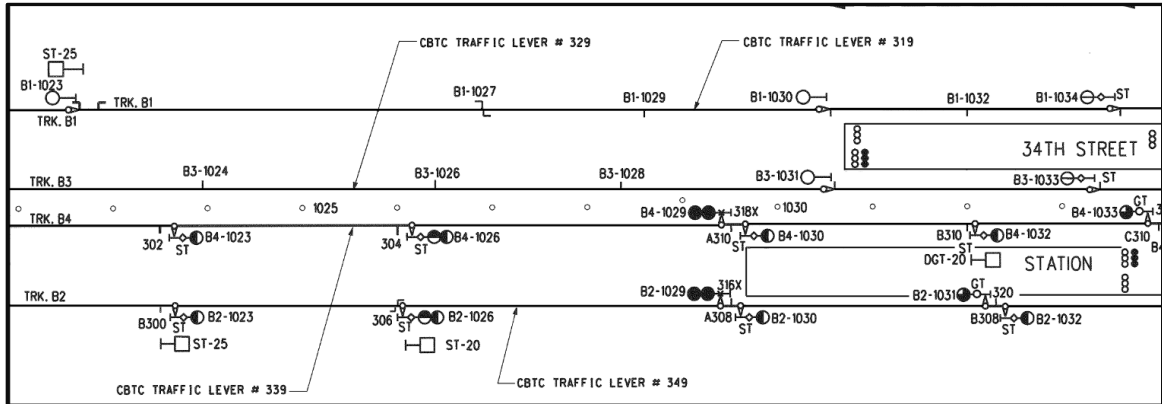 CBTC TRAFFIC LEVER # 329
CBTC TRAFFIC LEVER # 319
ST-25
B1-1023
TRK. B1
TRK. B1
B1-1027
B1-1029
B1-1030
B1-1032
B1-1034
ST
34TH STREET
B3-1024
B3-1026
B3-1028
B3-1031
B3-1033
ST
TRK. B3
1025
1030
TRK. B4
302
ST
B4-1023
304
ST
B4-1026
B4-1029
318X
A310
ST
B4-1030
B310
ST
B4-1032
B4-1033
GT
C310
DGT-20
STATION
TRK. B2
B300
ST
B2-1023
ST-25
306
ST
B2-1026
ST-20
B2-1029
316X
A308
ST
B2-1030
B2-1031
GT
320
B308
ST
B2-1032
CBTC TRAFFIC LEVER # 339
CBTC TRAFFIC LEVER # 349